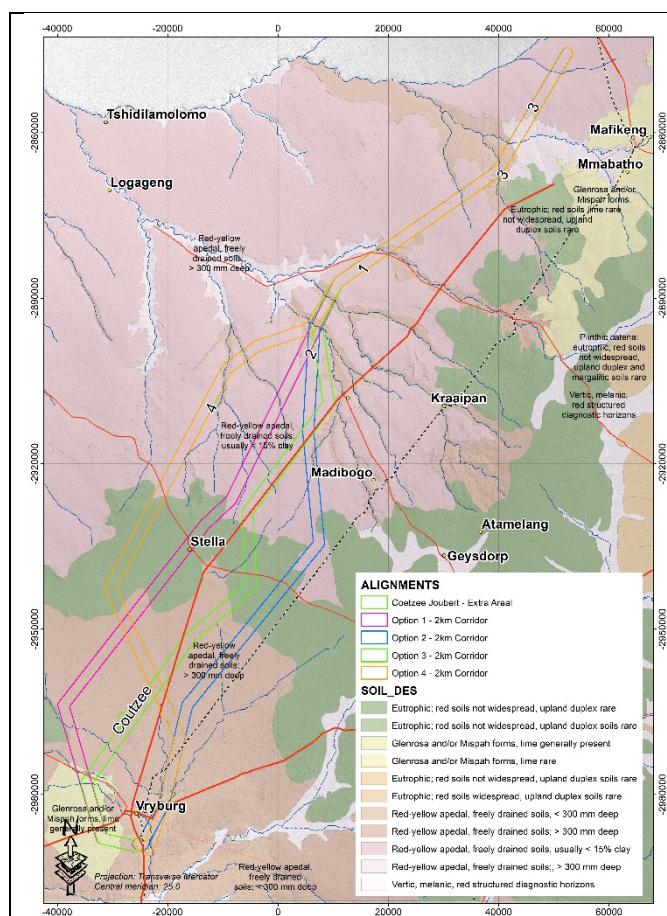 -40000 -20000 0 20000 40000 60000
-2860000
-2890000
-2920000
-2950000
-2980000
-2860000
-2890000
-2920000
-2950000
-2980000
3
Tshidilamolomo
Mafikeng
Mmabatho
3
Logageng
Glenrosa and/or
Mispah forms,
Eutrophic; red soils lime rare
not widespread, upland
duplex soils rare
Red-yellow
apedal, freely
drained soils;
> 300 mm deep
1
Plinthic catena:
eutrophic; red soils
not widespread,
upland duplex and
margalitic soils rare
2
Vertic, melanic,
red structured
diagnostic horizons
Kraaipan
4
Red-yellow apedal,
freely drained soils;
usually < 15% clay
Madibogo
Atamelang
Stella
Geysdorp
Red-yellow
apedal, freely
drained soils;
> 300 mm deep
Coutzee
ALIGNMENTS
Coetzee Joubert - Extra Areal
Option 1 - 2km Corridor
Option 2 - 2km Corridor
Option 3 - 2km Corridor
Option 4 - 2km Corridor
SOIL_DES
Eutrophic; red soils not widespread, upland duplex rare
Eutrophic; red soils not widespread, upland duplex soils rare
Glenrosa and/or Mispah forms, lime generally present
Glenrosa and/or Mispah forms, lime rare
Eutrophic; red soils not widespread, upland duplex soils rare
Eutrophic; red soils widespread, upland duplex soils rare
Red-yellow apedal, freely drained soils, < 300 mm deep
Red-yellow apedal, freely drained soils; > 300 mm deep
Red-yellow apedal, freely drained soils, usually < 15% clay
Red-yellow apedal, freely drained soils;, > 300 mm deep
Vertic, melanic, red structured diagnostic horizons
Glenrosa and/or
Mispah forms, lime
generally present
Vryburg
N
Projection: Transverse Mercator
Central meridian: 25.0
Red-yellow apedal,
freely drained
soils; < 300 mm deep
-40000 -20000 0 20000 40000 60000